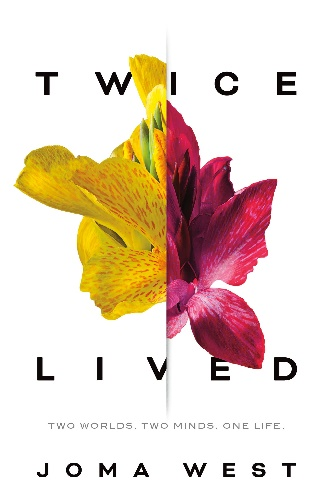 TWICE
LIVED
TWO WORLDS. TWO MINDS. ONE LIFE.
JOMA WEST